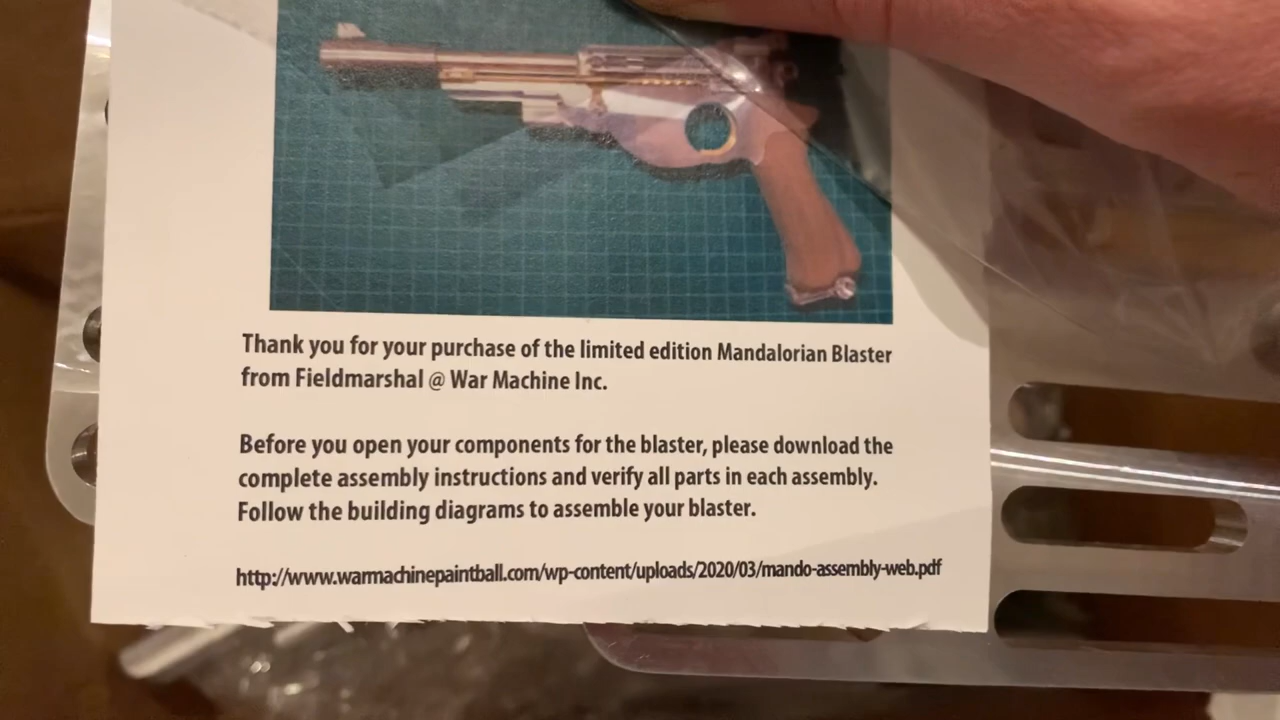 Thank you for your purchase of the limited edition Mandalorian Blaster
from Fieldmarshal @ War Machine Inc.
Before you open your components for the blaster, please download the
complete assembly instructions and verify all parts in each assembly.
Follow the building diagrams to assemble your blaster.
http://www.warmachinepaintball.com/wp-content/uploads/2020/03/mando-assembly-web.pdf